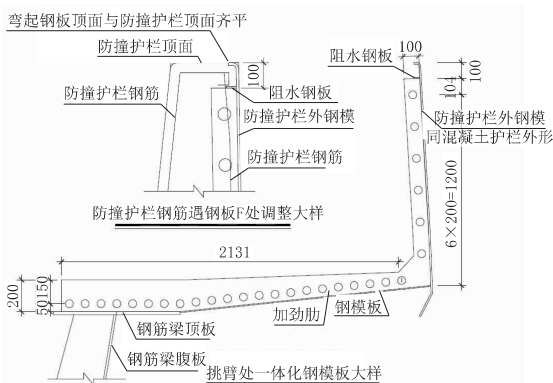 弯起钢板顶面与防撞护栏顶面齐平
防撞护栏顶面
100
阻水钢板
防撞护栏钢筋
防撞护栏外钢模
防撞护栏钢筋
防撞护栏钢筋遇钢板F处调整大样
100
阻水钢板
100
104
防撞护栏外钢模
同混凝土护栏外形
6×200=1200
2131
200
150
50
加劲肋
钢模板
钢筋梁顶板
钢筋梁腹板
挑臂处一体化钢模板大样